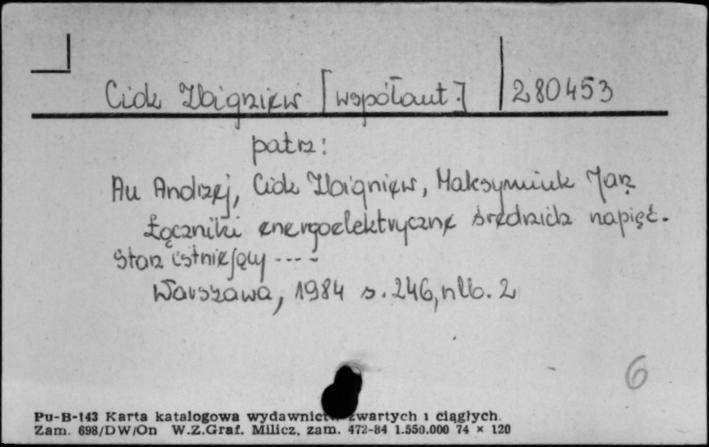 Ciok Zbigniew [współaut.] 280453
patrz:
Au Andrzej, Ciok Zbigniew, Maksymiuk Jan
Łączniki energoelektryczne średnich napięć.
Stan istniejący ----
Warszawa, 1984 s. 246, nlb. 2
6
Pu-B-143 Karta katalogowa wydawnictw zwartych i ciągłych.
Zam. 698/DW/On W.Z.Graf. Milicz, zam. 472-84 1.550.000 74 × 120